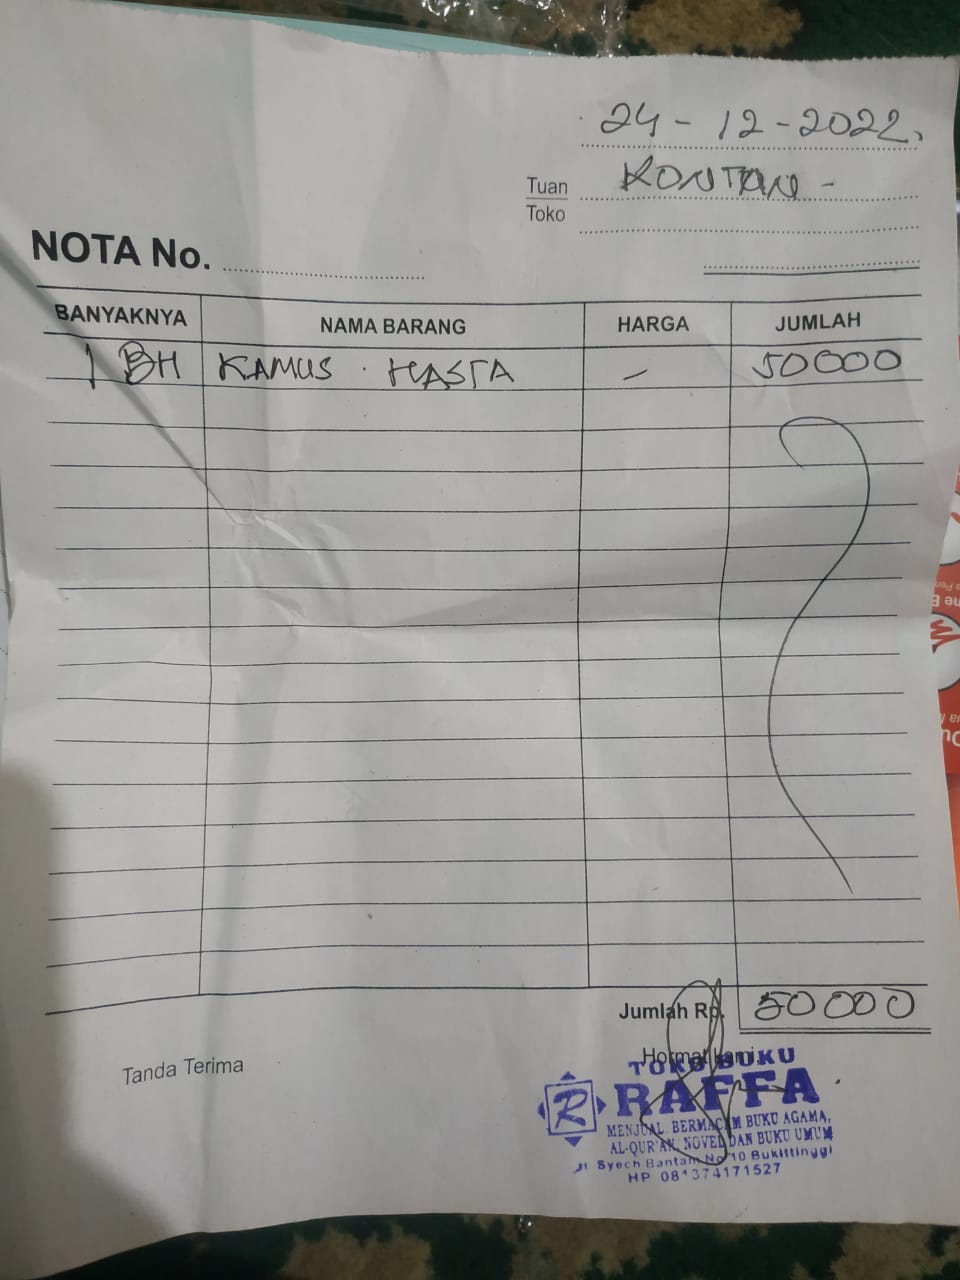 24-12-2022.
Tuan KONTAN -
Toko
NOTA No.
BANYAKNYA NAMA BARANG HARGA JUMLAH
1 BH KAMUS . HASTA - 50000
Jumlah Rp. 50000
Tanda Terima
Hormat kami
TOKO BUKU
R RAFFA
MENJUAL BERMACAM BUKU AGAMA,
AL-QUR'AN, NOVEL DAN BUKU UMUM
Jl Syech Bantam No 10 Bukittinggi
HP 081374171527